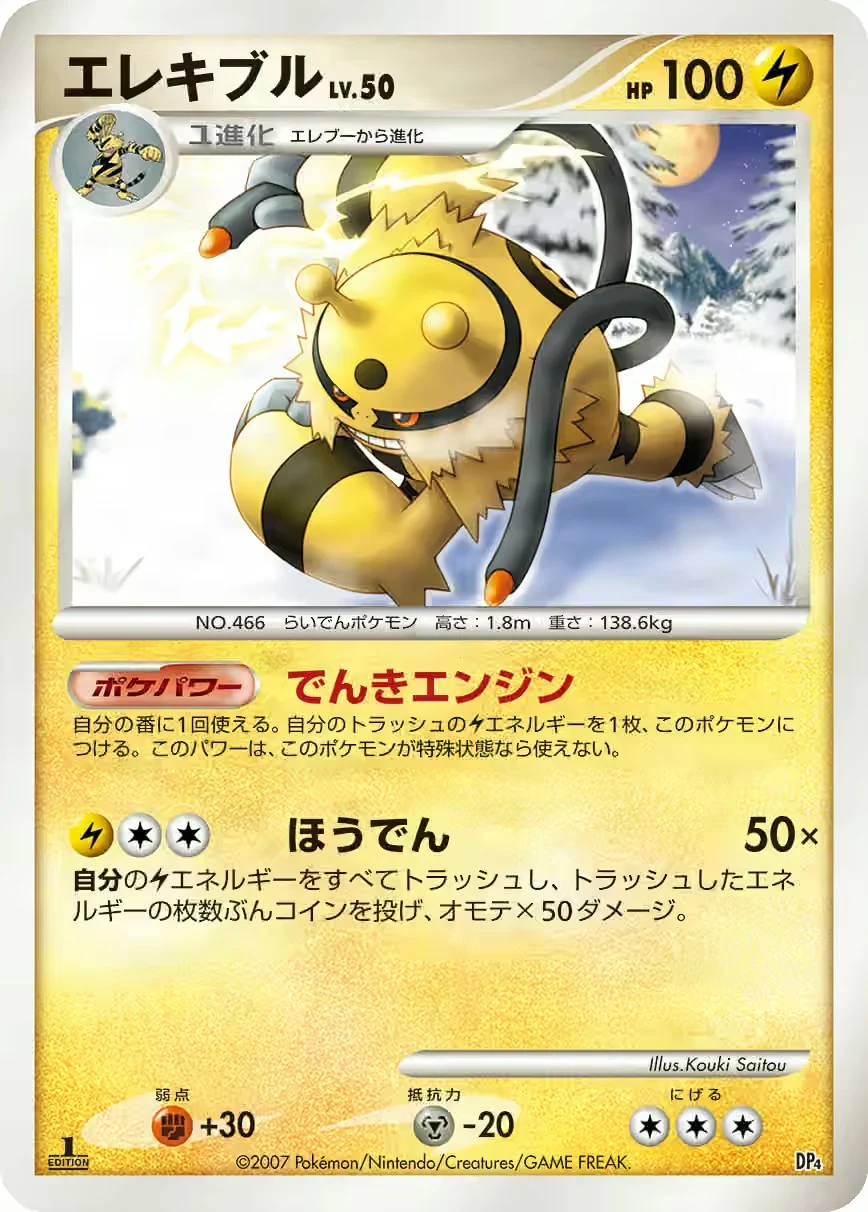 エレキブル LV.50 HP 100
1進化 エレブーから進化
NO.466 らいでんポケモン 高さ:1.8m 重さ:138.6kg
ポケパワー でんきエンジン
自分の番に1回使える。自分のトラッシュのエネルギーを1枚、このポケモンに
つける。このパワーは、このポケモンが特殊状態なら使えない。
ほうでん 50×
自分のエネルギーをすべてトラッシュし、トラッシュしたエネ
ルギーの枚数ぶんコインを投げ、オモテ×50ダメージ。
Illus.Kouki Saitou
弱点 抵抗力 にげる
+30 -20
1 EDITION
©2007 Pokémon/Nintendo/Creatures/GAME FREAK.
DP4